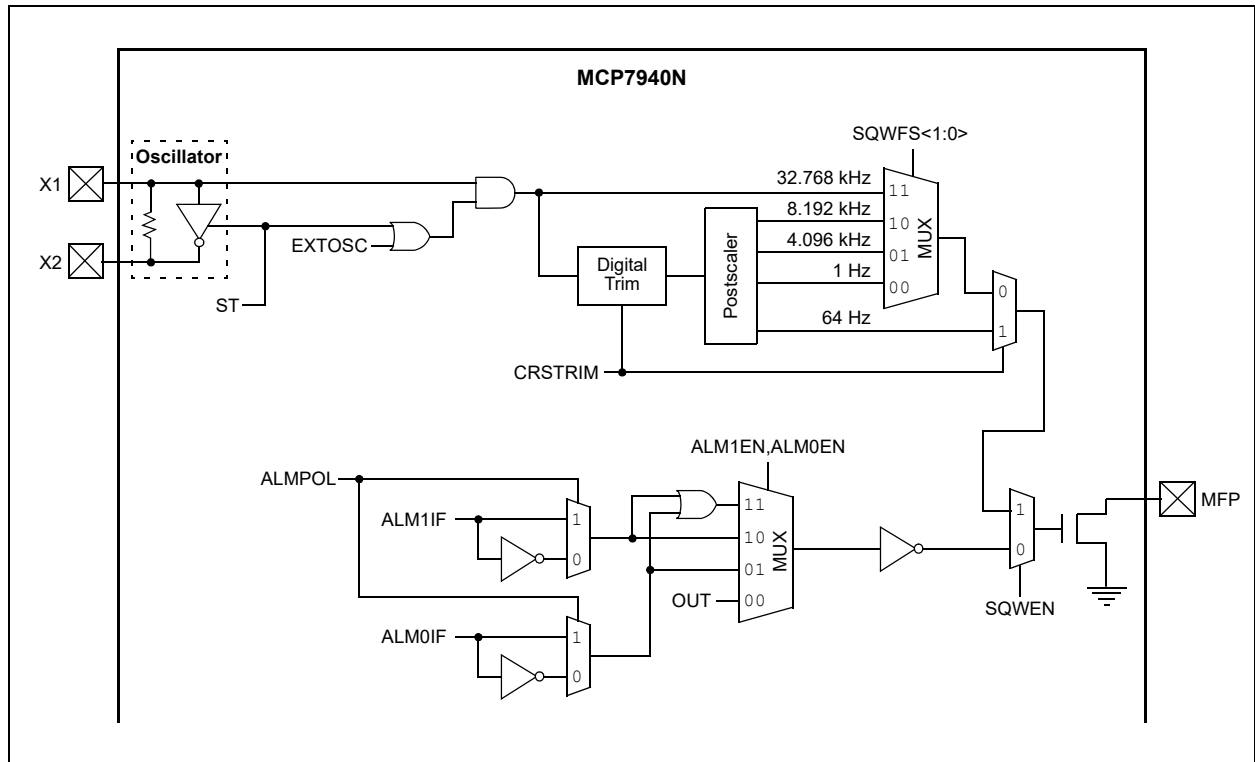 MCP7940N
SQWFS<1:0>
Oscillator
X1
32.768 kHz
11
8.192 kHz
10
EXTOSC
4.096 kHz
01
MUX
X2
Digital
Trim
Postscaler
1 Hz
00
0
ST
64 Hz
1
CRSTRIM
ALM1EN,ALM0EN
ALMPOL
ALM1IF
1
11
1
MFP
0
10
MUX
0
01
OUT
00
SQWEN
ALM0IF
1
0